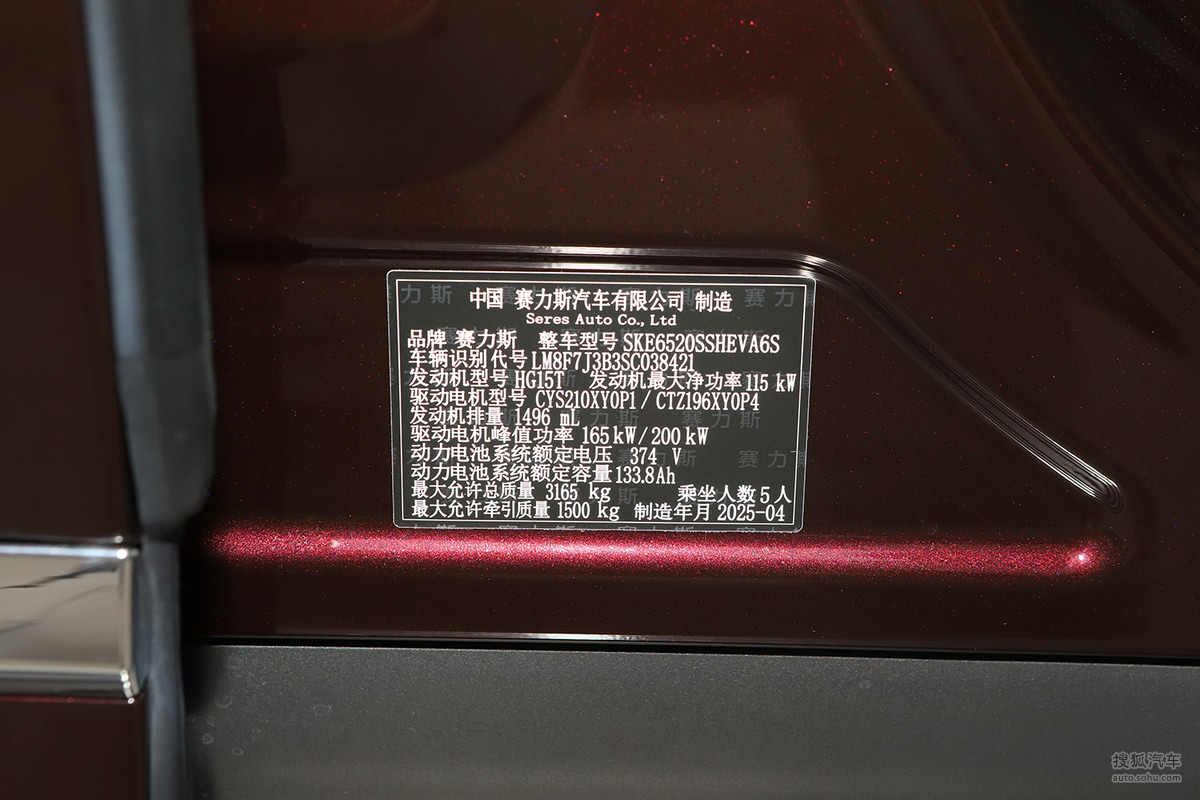 中国 赛力斯汽车有限公司 制造
Seres Auto Co., Ltd
品牌 赛力斯 整车型号 SKE6520SSHEVA6S
车辆识别代号 LM8F7J3B3SC038421
发动机型号 HG15T 发动机最大净功率 115 kW
驱动电机型号 CYS210XY0P1 / CTZ196XY0P4
发动机排量 1496 mL
驱动电机峰值功率 165 kW / 200 kW
动力电池系统额定电压 374 V
动力电池系统额定容量 133.8Ah
最大允许总质量 3165 kg 乘坐人数 5 人
最大允许牵引质量 1500 kg 制造年月 2025-04
搜狐汽车
auto.sohu.com